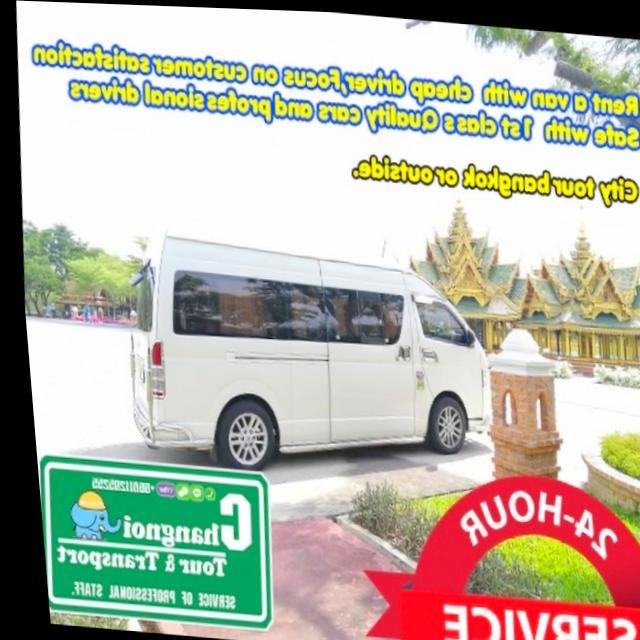 Rent a van with cheap driver,Focus on customer satisfaction
Safe with 1st class Quality cars and professional drivers
City tour bangkok or outside.
Changnoi
Tour & Transport
SERVICE OF PROFESSIONAL STAFF.
24-HOUR
SERVICE